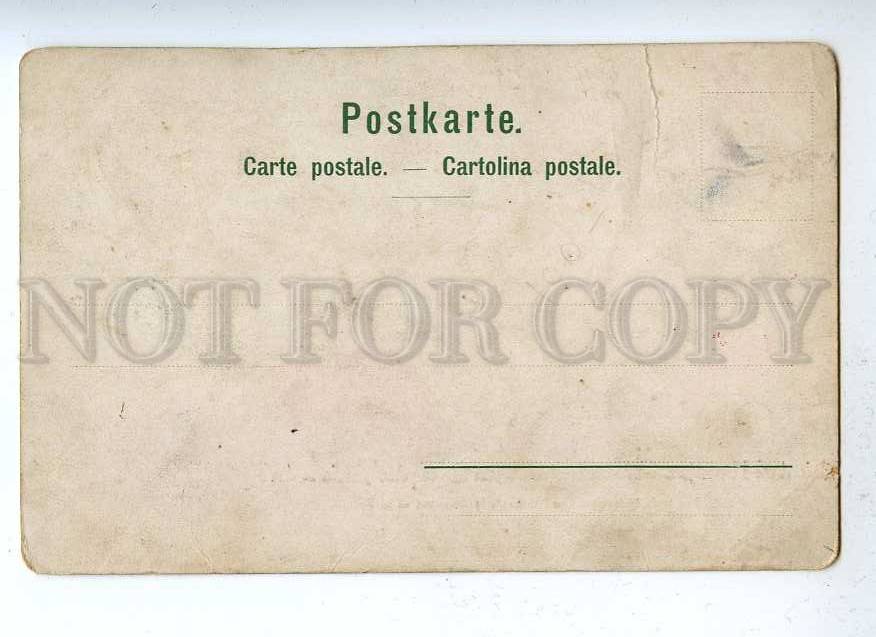 Postkarte.
Carte postale. — Cartolina postale.
NOT FOR COPY